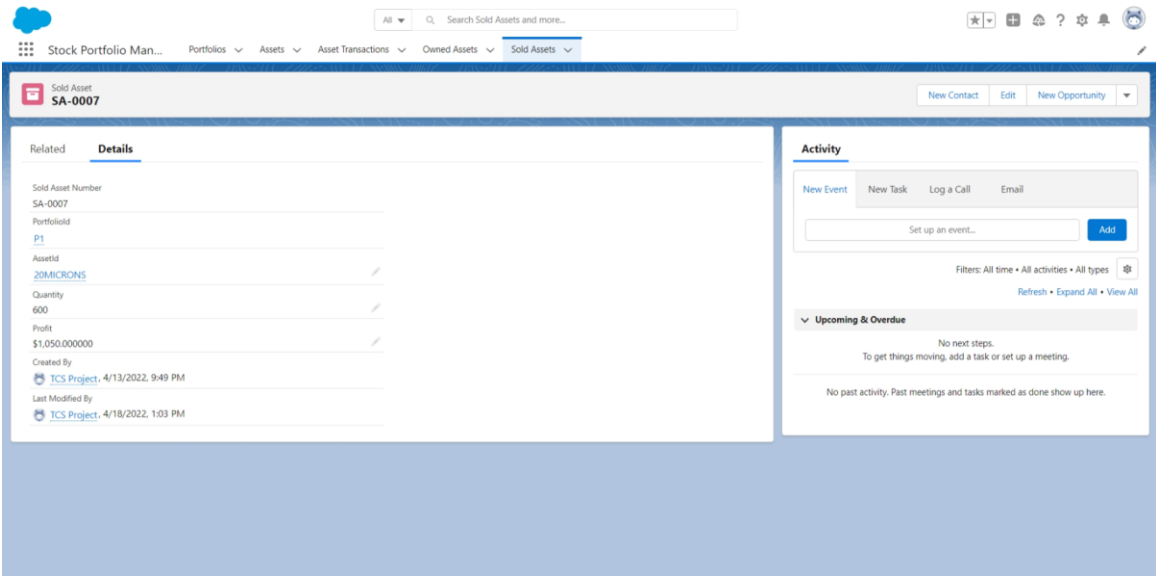 All
Search Sold Assets and more...
Stock Portfolio Man...
Portfolios
Assets
Asset Transactions
Owned Assets
Sold Assets
Sold Asset
SA-0007
New Contact
Edit
New Opportunity
Related
Details
Sold Asset Number
SA-0007
PortfolioId
P1
AssetId
20MICRONS
Quantity
600
Profit
$1,050.000000
Created By
TCS Project, 4/13/2022, 9:49 PM
Last Modified By
TCS Project, 4/18/2022, 1:03 PM
Activity
New Event
New Task
Log a Call
Email
Set up an event...
Add
Filters: All time • All activities • All types
Refresh • Expand All • View All
Upcoming & Overdue
No next steps.
To get things moving, add a task or set up a meeting.
No past activity. Past meetings and tasks marked as done show up here.